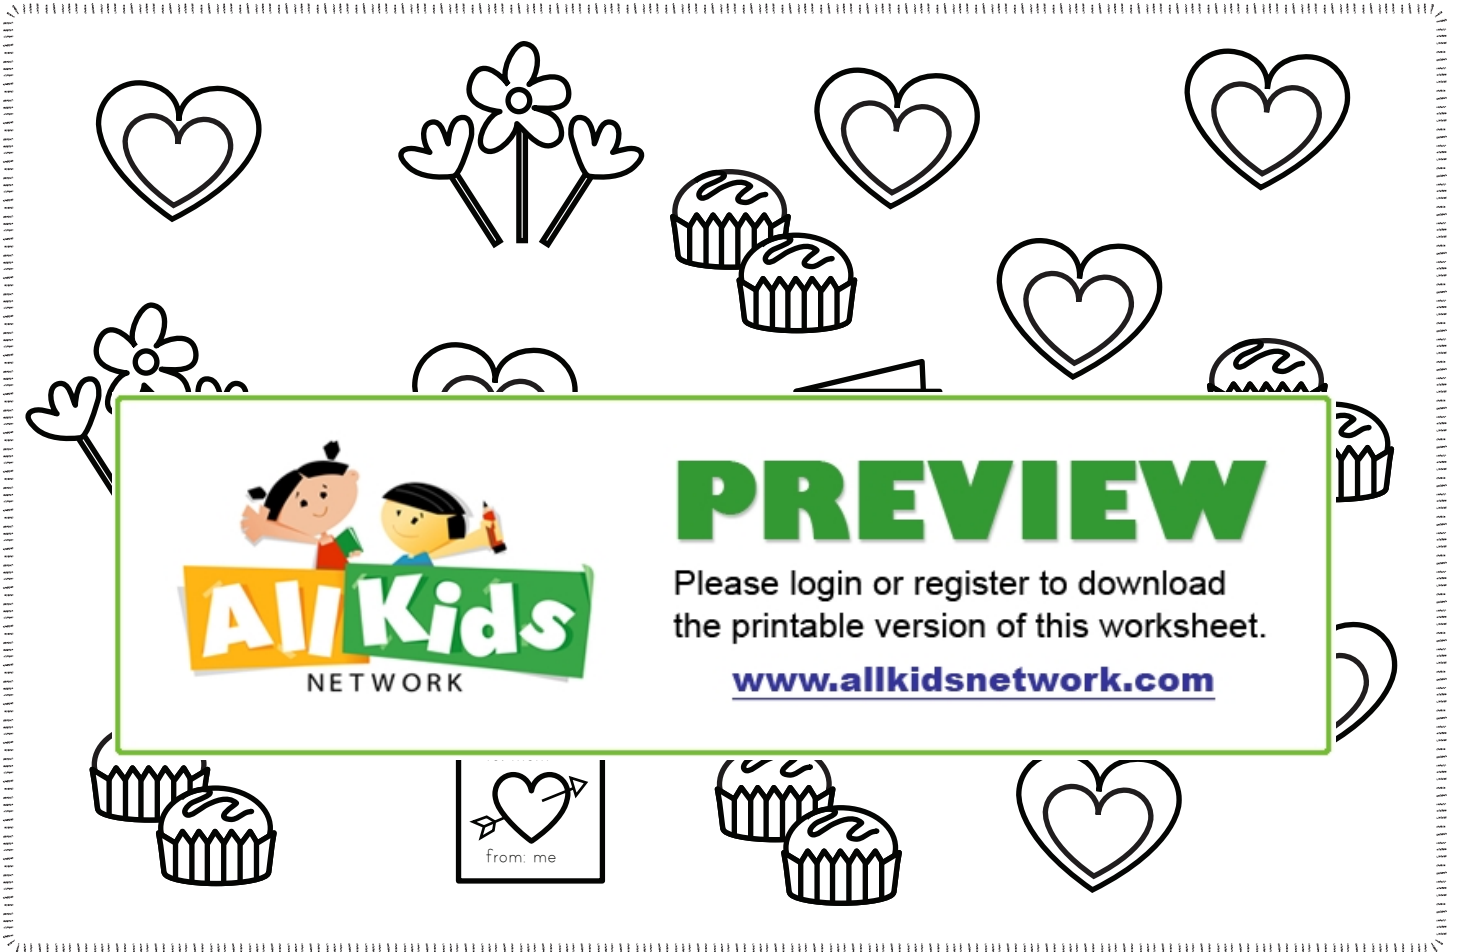 PREVIEW
Please login or register to download
the printable version of this worksheet.
www.allkidsnetwork.com
All Kids
NETWORK
from: me